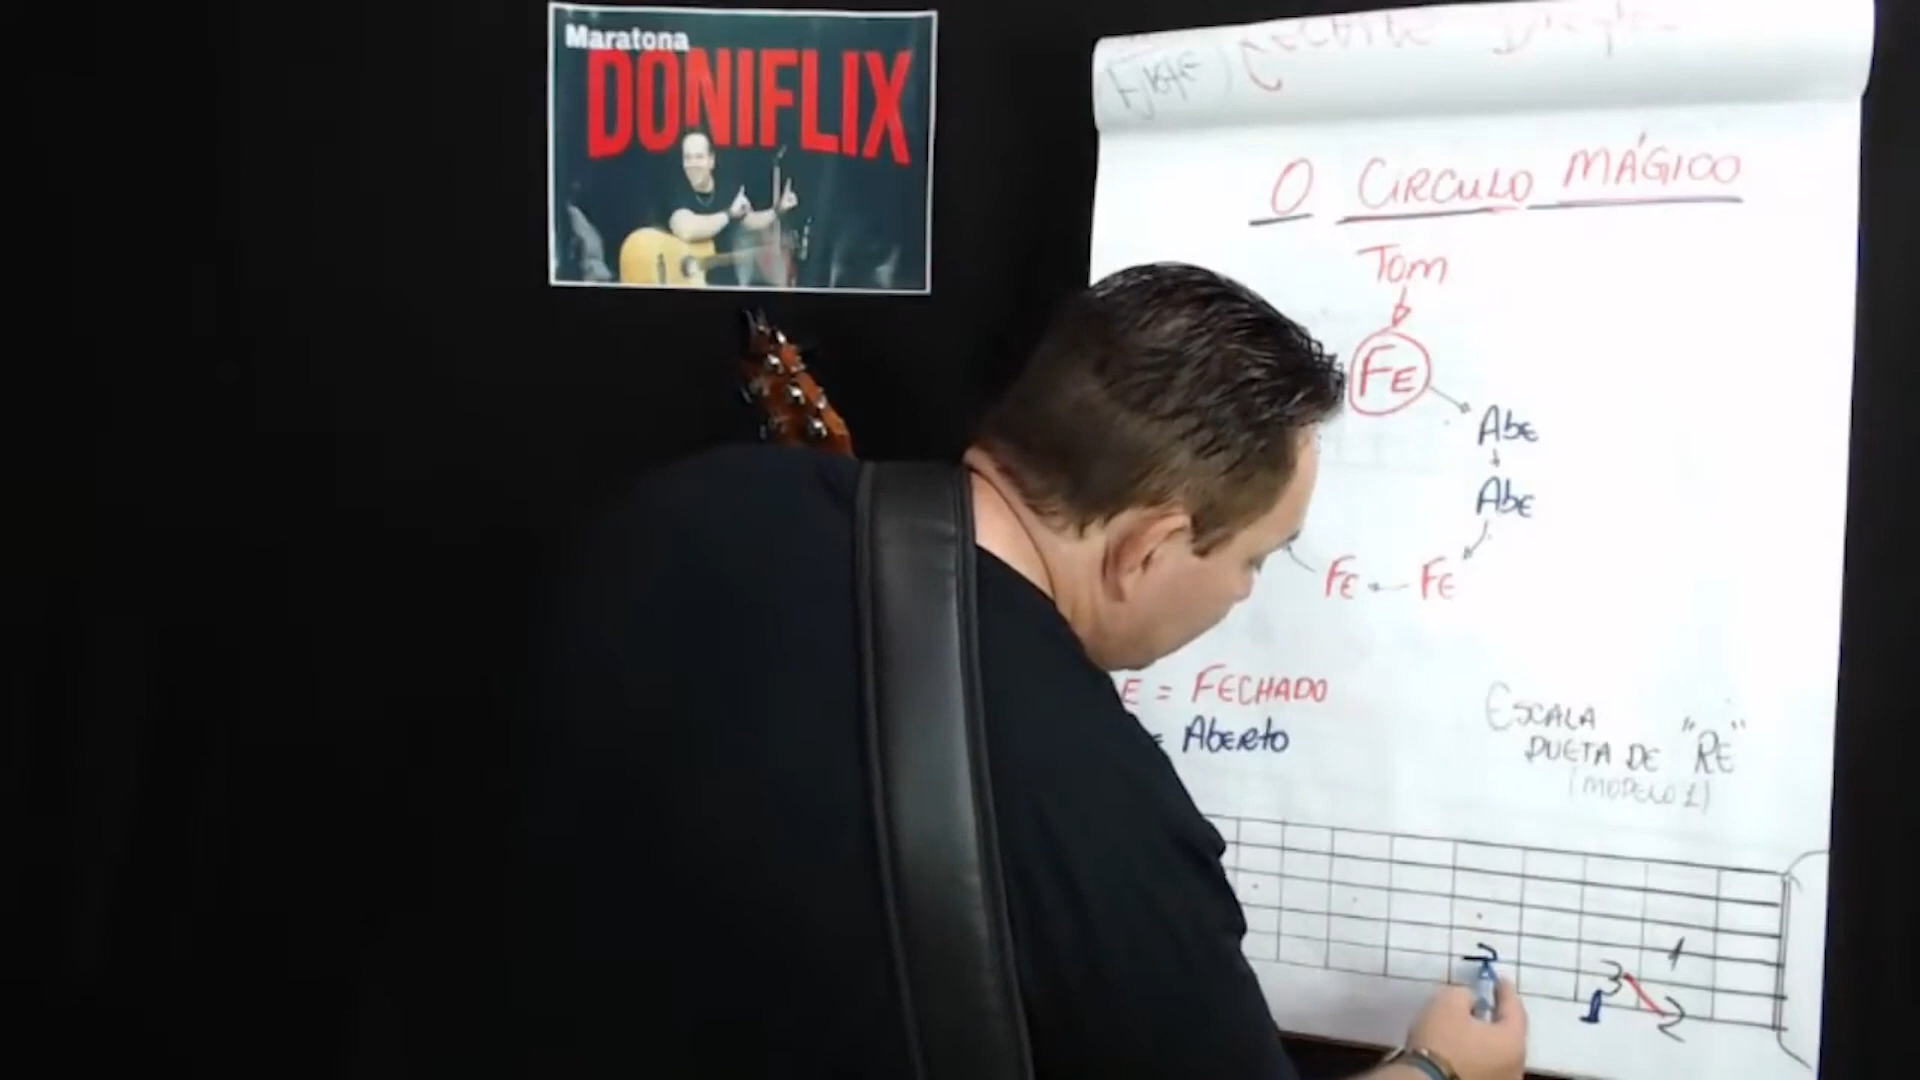 Maratona
DONIFLIX
O CIRCULO MÁGICO
Tom
FE
AbE
AbE
FE FE
E = FECHADO
E ABERTO
ESCALA
DUETA DE "RE"
(MODELO 1)
1
3
1 2